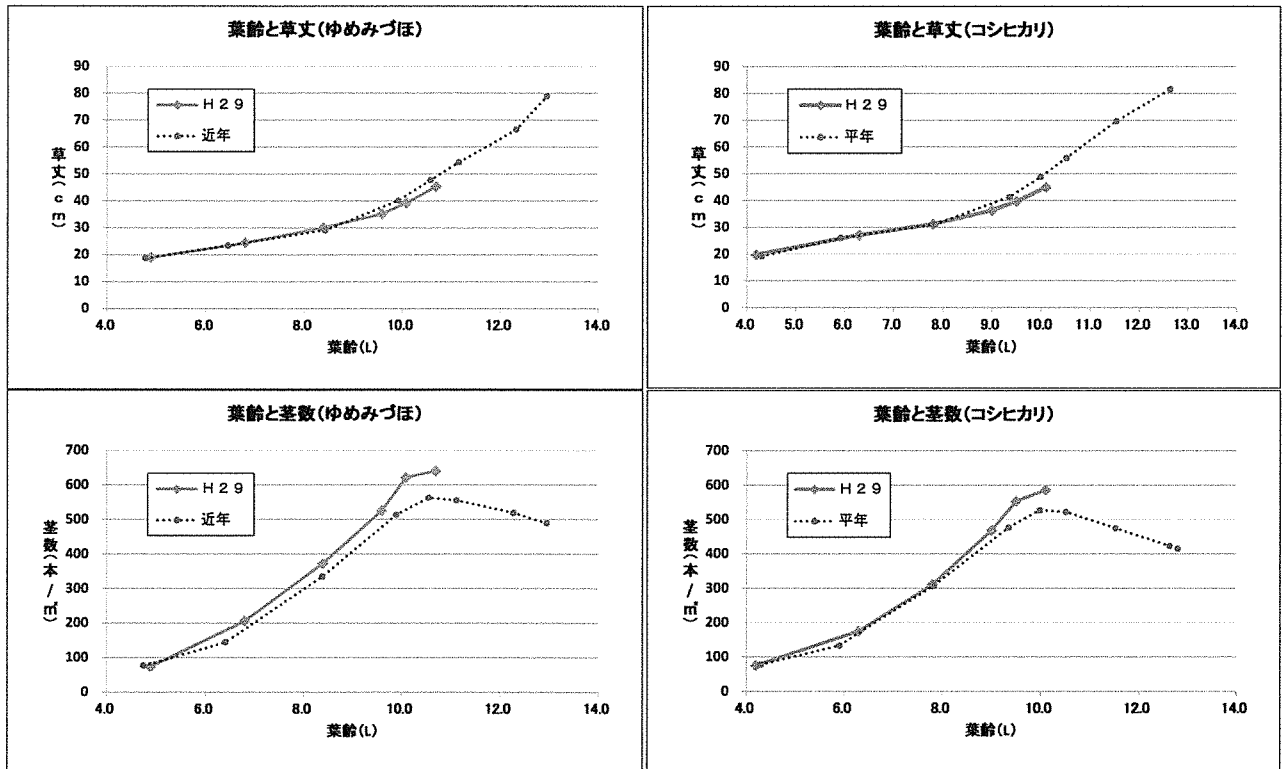 葉齢と草丈(ゆめみづほ)
90
80
70
60
50
40
30
20
10
0
草丈(cm)
H29
近年
4.0 6.0 8.0 10.0 12.0 14.0
葉齢(L)
葉齢と草丈(コシヒカリ)
90
80
70
60
50
40
30
20
10
0
草丈(cm)
H29
平年
4.0 5.0 6.0 7.0 8.0 9.0 10.0 11.0 12.0 13.0 14.0
葉齢(L)
葉齢と茎数(ゆめみづほ)
700
600
500
400
300
200
100
0
茎数(本/㎡)
H29
近年
4.0 6.0 8.0 10.0 12.0 14.0
葉齢(L)
葉齢と茎数(コシヒカリ)
700
600
500
400
300
200
100
0
茎数(本/㎡)
H29
平年
4.0 6.0 8.0 10.0 12.0 14.0
葉齢(L)